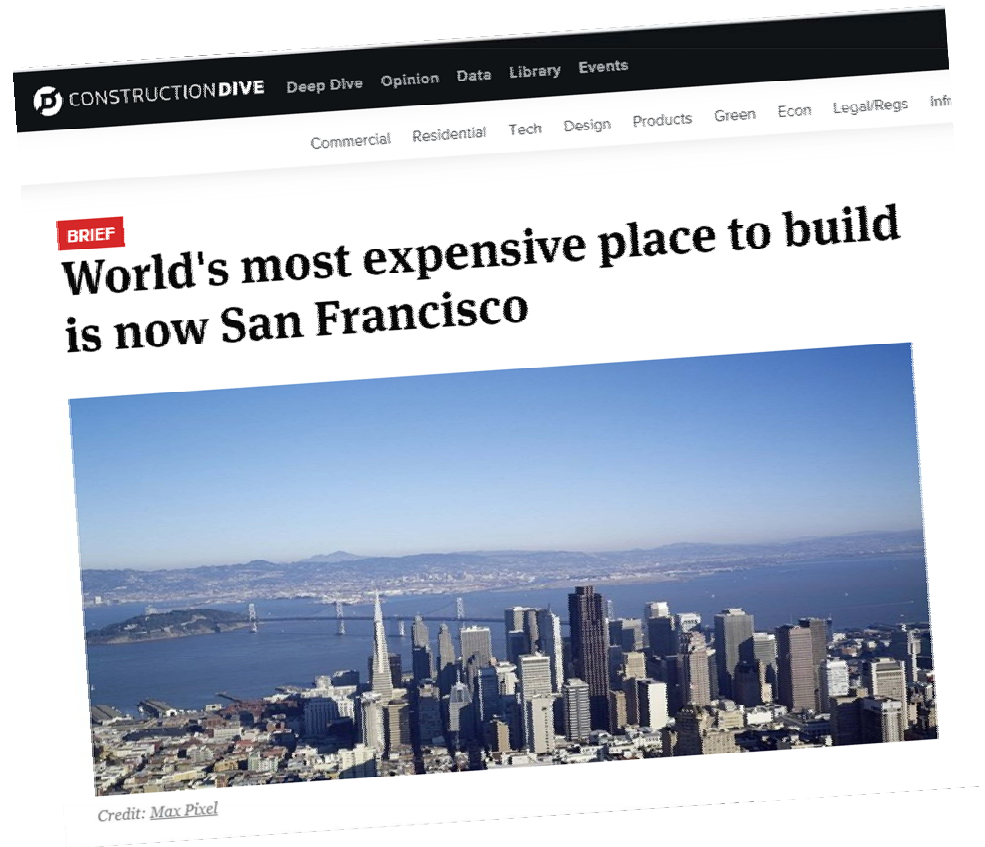 CONSTRUCTIONDIVE Deep Dive Opinion Data Library Events
Commercial Residential Tech Design Products Green Econ Legal/Regs
BRIEF
World's most expensive place to build
is now San Francisco
Credit: Max Pixel